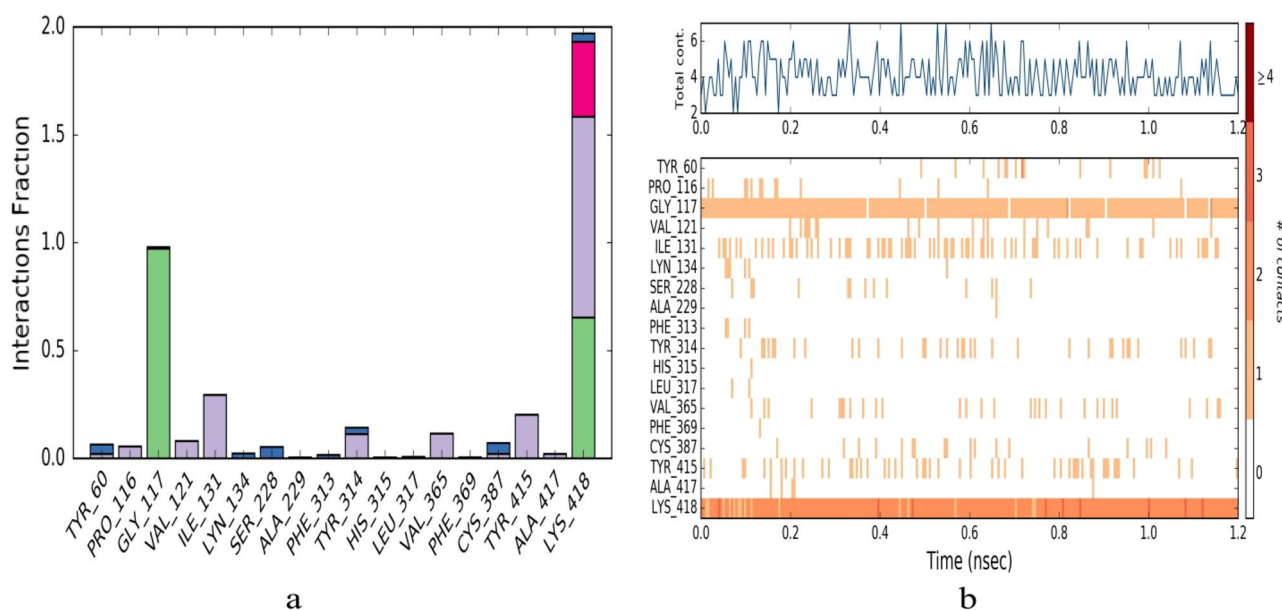 Interactions Fraction
2.0
1.5
1.0
0.5
0.0
TYR_60
PRO_116
GLY_117
VAL_121
ILE_131
LYN_134
SER_228
ALA_229
PHE_313
TYR_314
HIS_315
LEU_317
VAL_365
PHE_369
CYS_387
TYR_415
ALA_417
LYS_418
a
Total cont.
6
4
2
0.0 0.2 0.4 0.6 0.8 1.0 1.2
TYR_60
PRO_116
GLY_117
VAL_121
ILE_131
LYN_134
SER_228
ALA_229
PHE_313
TYR_314
HIS_315
LEU_317
VAL_365
PHE_369
CYS_387
TYR_415
ALA_417
LYS_418
0.0 0.2 0.4 0.6 0.8 1.0 1.2
Time (nsec)
≥4
3
2
1
0
# of contacts
b